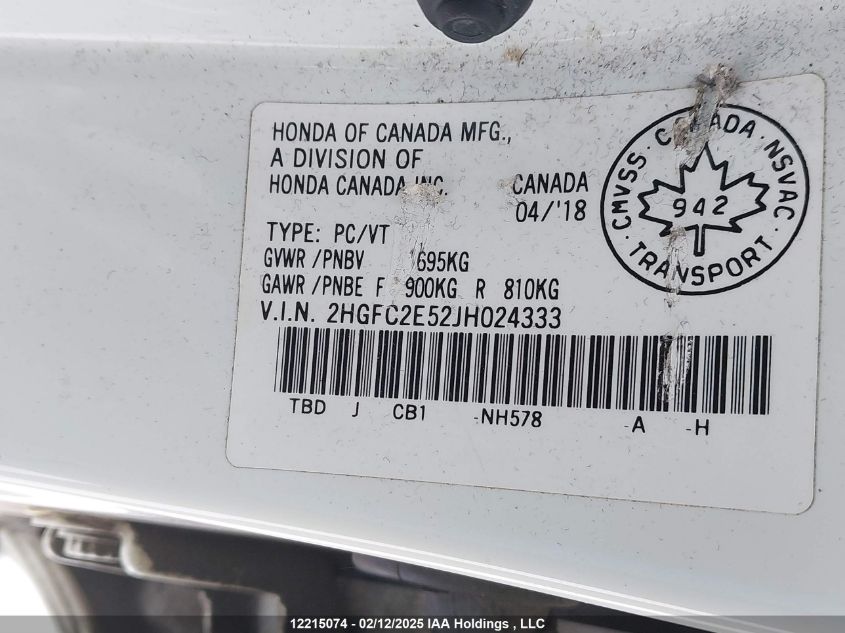 HONDA OF CANADA MFG.,
A DIVISION OF
HONDA CANADA INC.
CANADA
04/'18
TYPE: PC/VT
GVWR /PNBV 695KG
GAWR /PNBE F 900KG R 810KG
V.I.N. 2HGFC2E52JH024333
TBD J CB1 -NH578 -A -H
CMVSS · CANADA · NSVAC
942
· TRANSPORT ·
12215074 - 02/12/2025 IAA Holdings , LLC